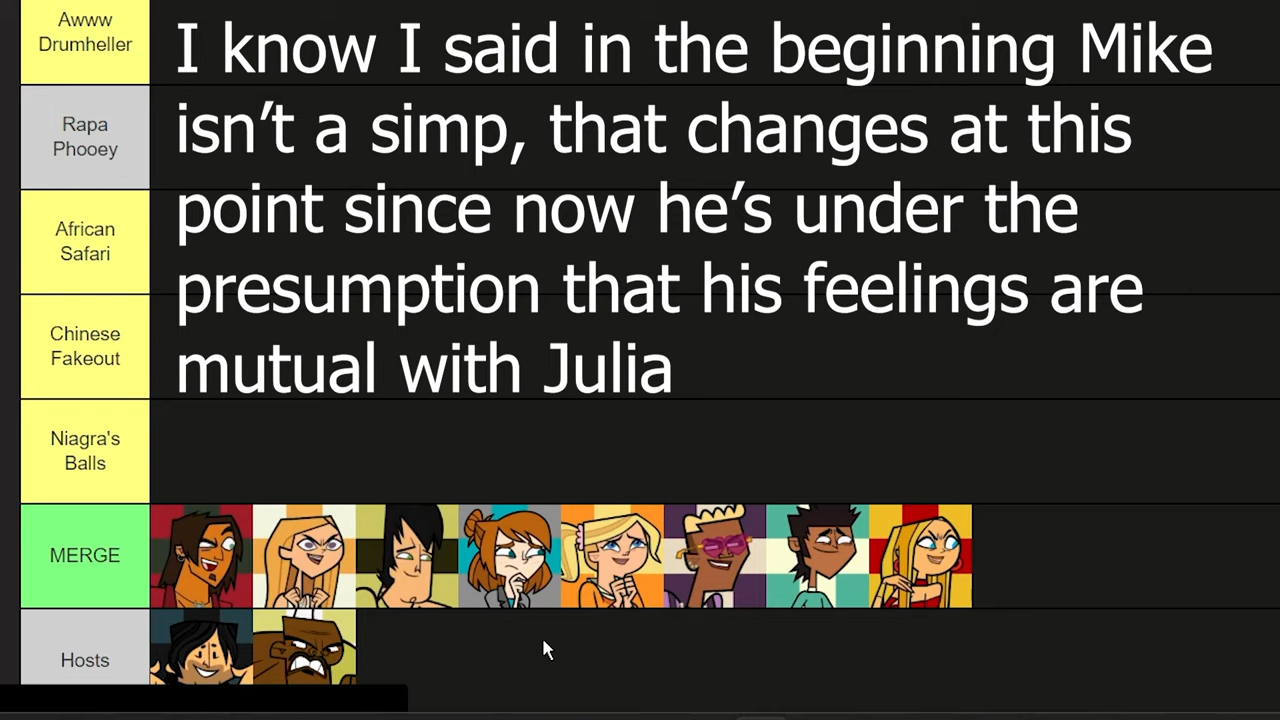 Awww
Drumheller
I know I said in the beginning Mike
isn’t a simp, that changes at this
point since now he’s under the
presumption that his feelings are
mutual with Julia
Rapa
Phooey
African
Safari
Chinese
Fakeout
Niagra's
Balls
MERGE
Hosts